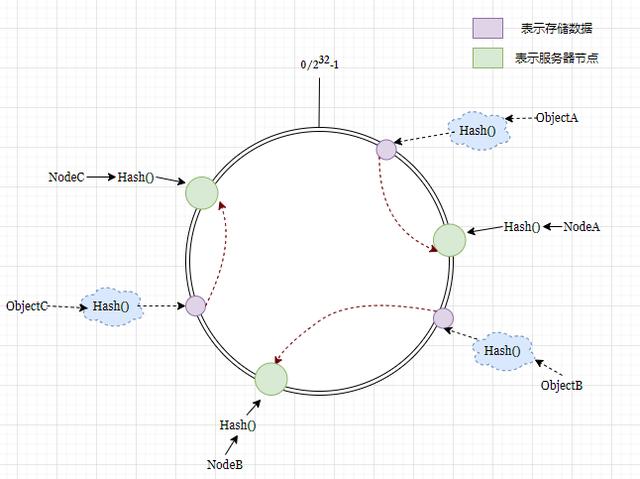 表示存储数据
表示服务器节点
0/2^32-1
Hash()
ObjectA
NodeC
Hash()
Hash()
NodeA
ObjectC
Hash()
Hash()
ObjectB
Hash()
NodeB